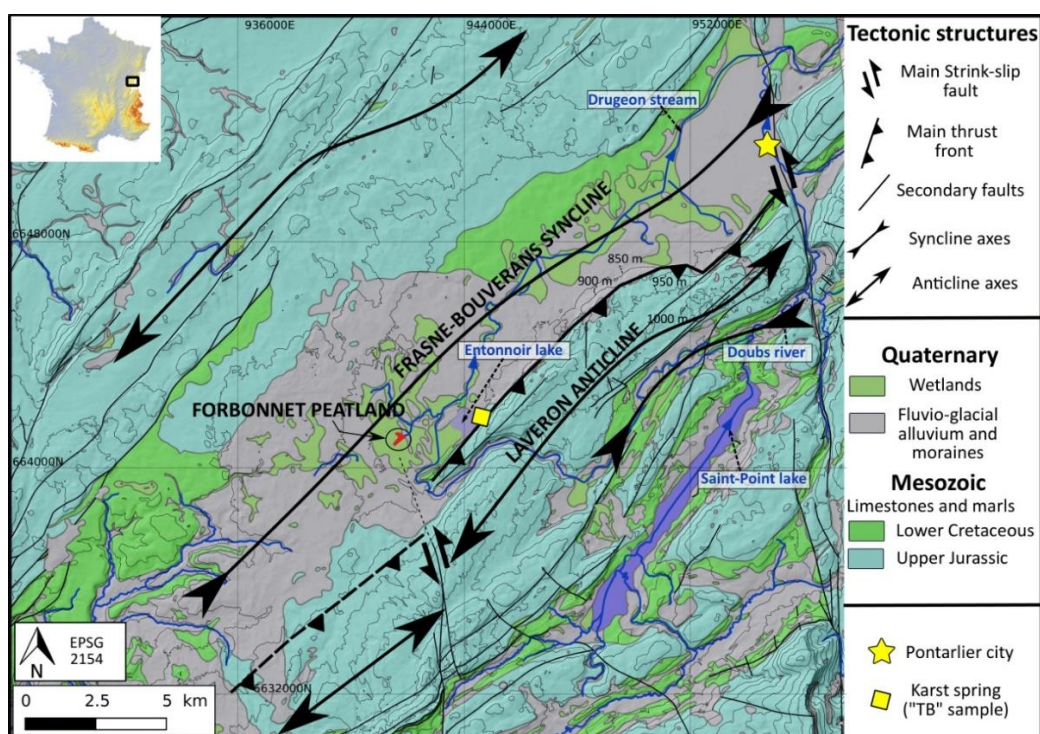 936000E
944000E
952000E
Drugeon stream
6648000N
FRASNE-BOUVERANS SYNCLINE
850 m
900 m
950 m
1000 m
Entonnoir lake
Doubs river
FORBONNET PEATLAND
LAVERON ANTICLINE
664000N
Saint-Point lake
6632000N
EPSG
2154
N
0 2.5 5 km
Tectonic structures
Main Strink-slip
fault
Main thrust
front
Secondary faults
Syncline axes
Anticline axes
Quaternary
Wetlands
Fluvio-glacial
alluvium and
moraines
Mesozoic
Limestones and marls
Lower Cretaceous
Upper Jurassic
Pontarlier city
Karst spring
("TB" sample)